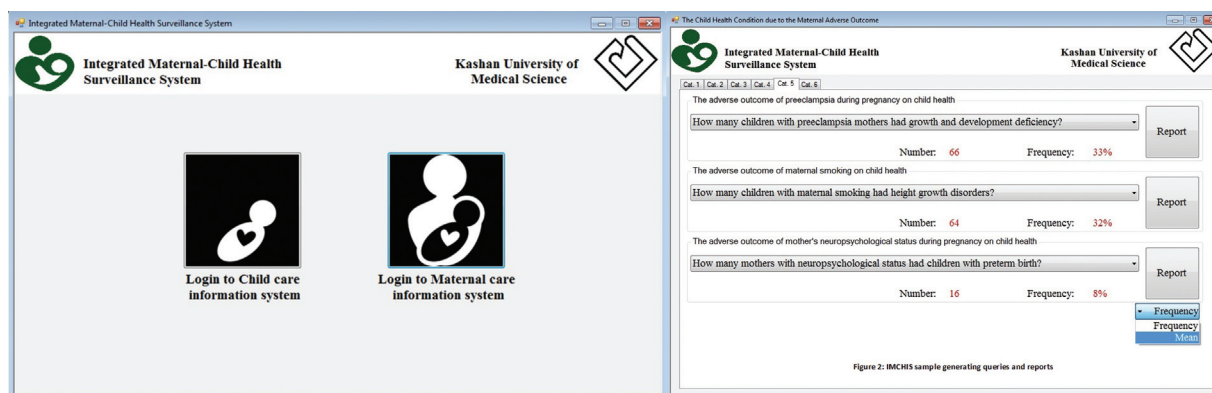 Integrated Maternal-Child Health Surveillance System
Integrated Maternal-Child Health
Surveillance System
Kashan University of
Medical Science
Login to Child care
information system
Login to Maternal care
information system
The Child Health Condition due to the Maternal Adverse Outcome
Integrated Maternal-Child Health
Surveillance System
Kashan University of
Medical Science
Cat. 1 Cat. 2 Cat. 3 Cat. 4 Cat. 5 Cat. 6
The adverse outcome of preeclampsia during pregnancy on child health
How many children with preeclampsia mothers had growth and development deficiency?
Report
Number: 66 Frequency: 33%
The adverse outcome of maternal smoking on child health
How many children with maternal smoking had height growth disorders?
Report
Number: 64 Frequency: 32%
The adverse outcome of mother's neuropsychological status during pregnancy on child health
How many mothers with neuropsychological status had children with preterm birth?
Report
Number: 16 Frequency: 8%
Frequency
Frequency
Mean
Figure 2: IMCHIS sample generating queries and reports